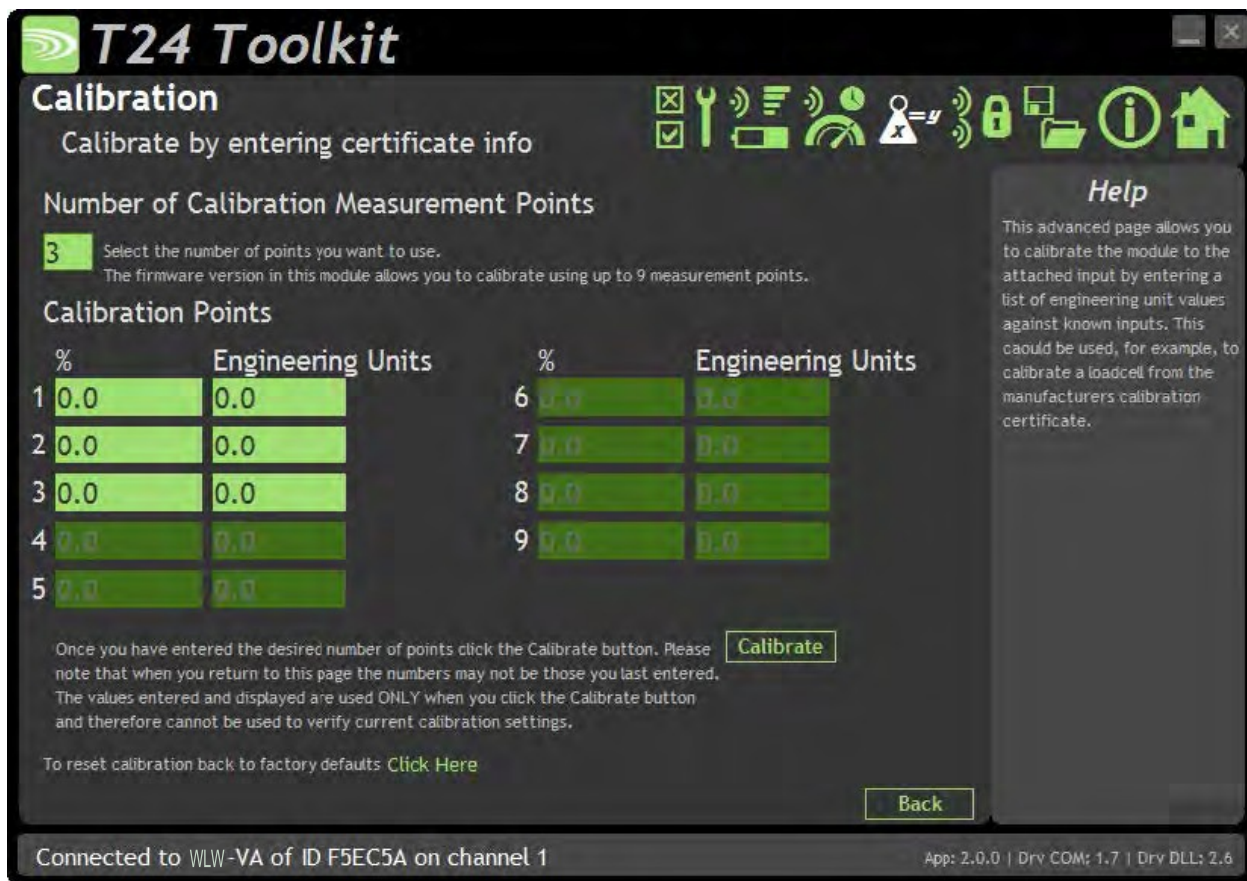 T24 Toolkit
Calibration
Calibrate by entering certificate info
x=y
Number of Calibration Measurement Points
3
Select the number of points you want to use.
The firmware version in this module allows you to calibrate using up to 9 measurement points.
Calibration Points
% Engineering Units % Engineering Units
1 0.0 0.0 6 0.0 0.0
2 0.0 0.0 7 0.0 0.0
3 0.0 0.0 8 0.0 0.0
4 0.0 0.0 9 0.0 0.0
5 0.0 0.0
Once you have entered the desired number of points click the Calibrate button. Please
note that when you return to this page the numbers may not be those you last entered.
The values entered and displayed are used ONLY when you click the Calibrate button
and therefore cannot be used to verify current calibration settings.
Calibrate
To reset calibration back to factory defaults Click Here
Back
Help
This advanced page allows you
to calibrate the module to the
attached input by entering a
list of engineering unit values
against known inputs. This
caould be used, for example, to
calibrate a loadcell from the
manufacturers calibration
certificate.
Connected to WLW-VA of ID F5EC5A on channel 1
App: 2.0.0 | Drv COM: 1.7 | Drv DLL: 2.6